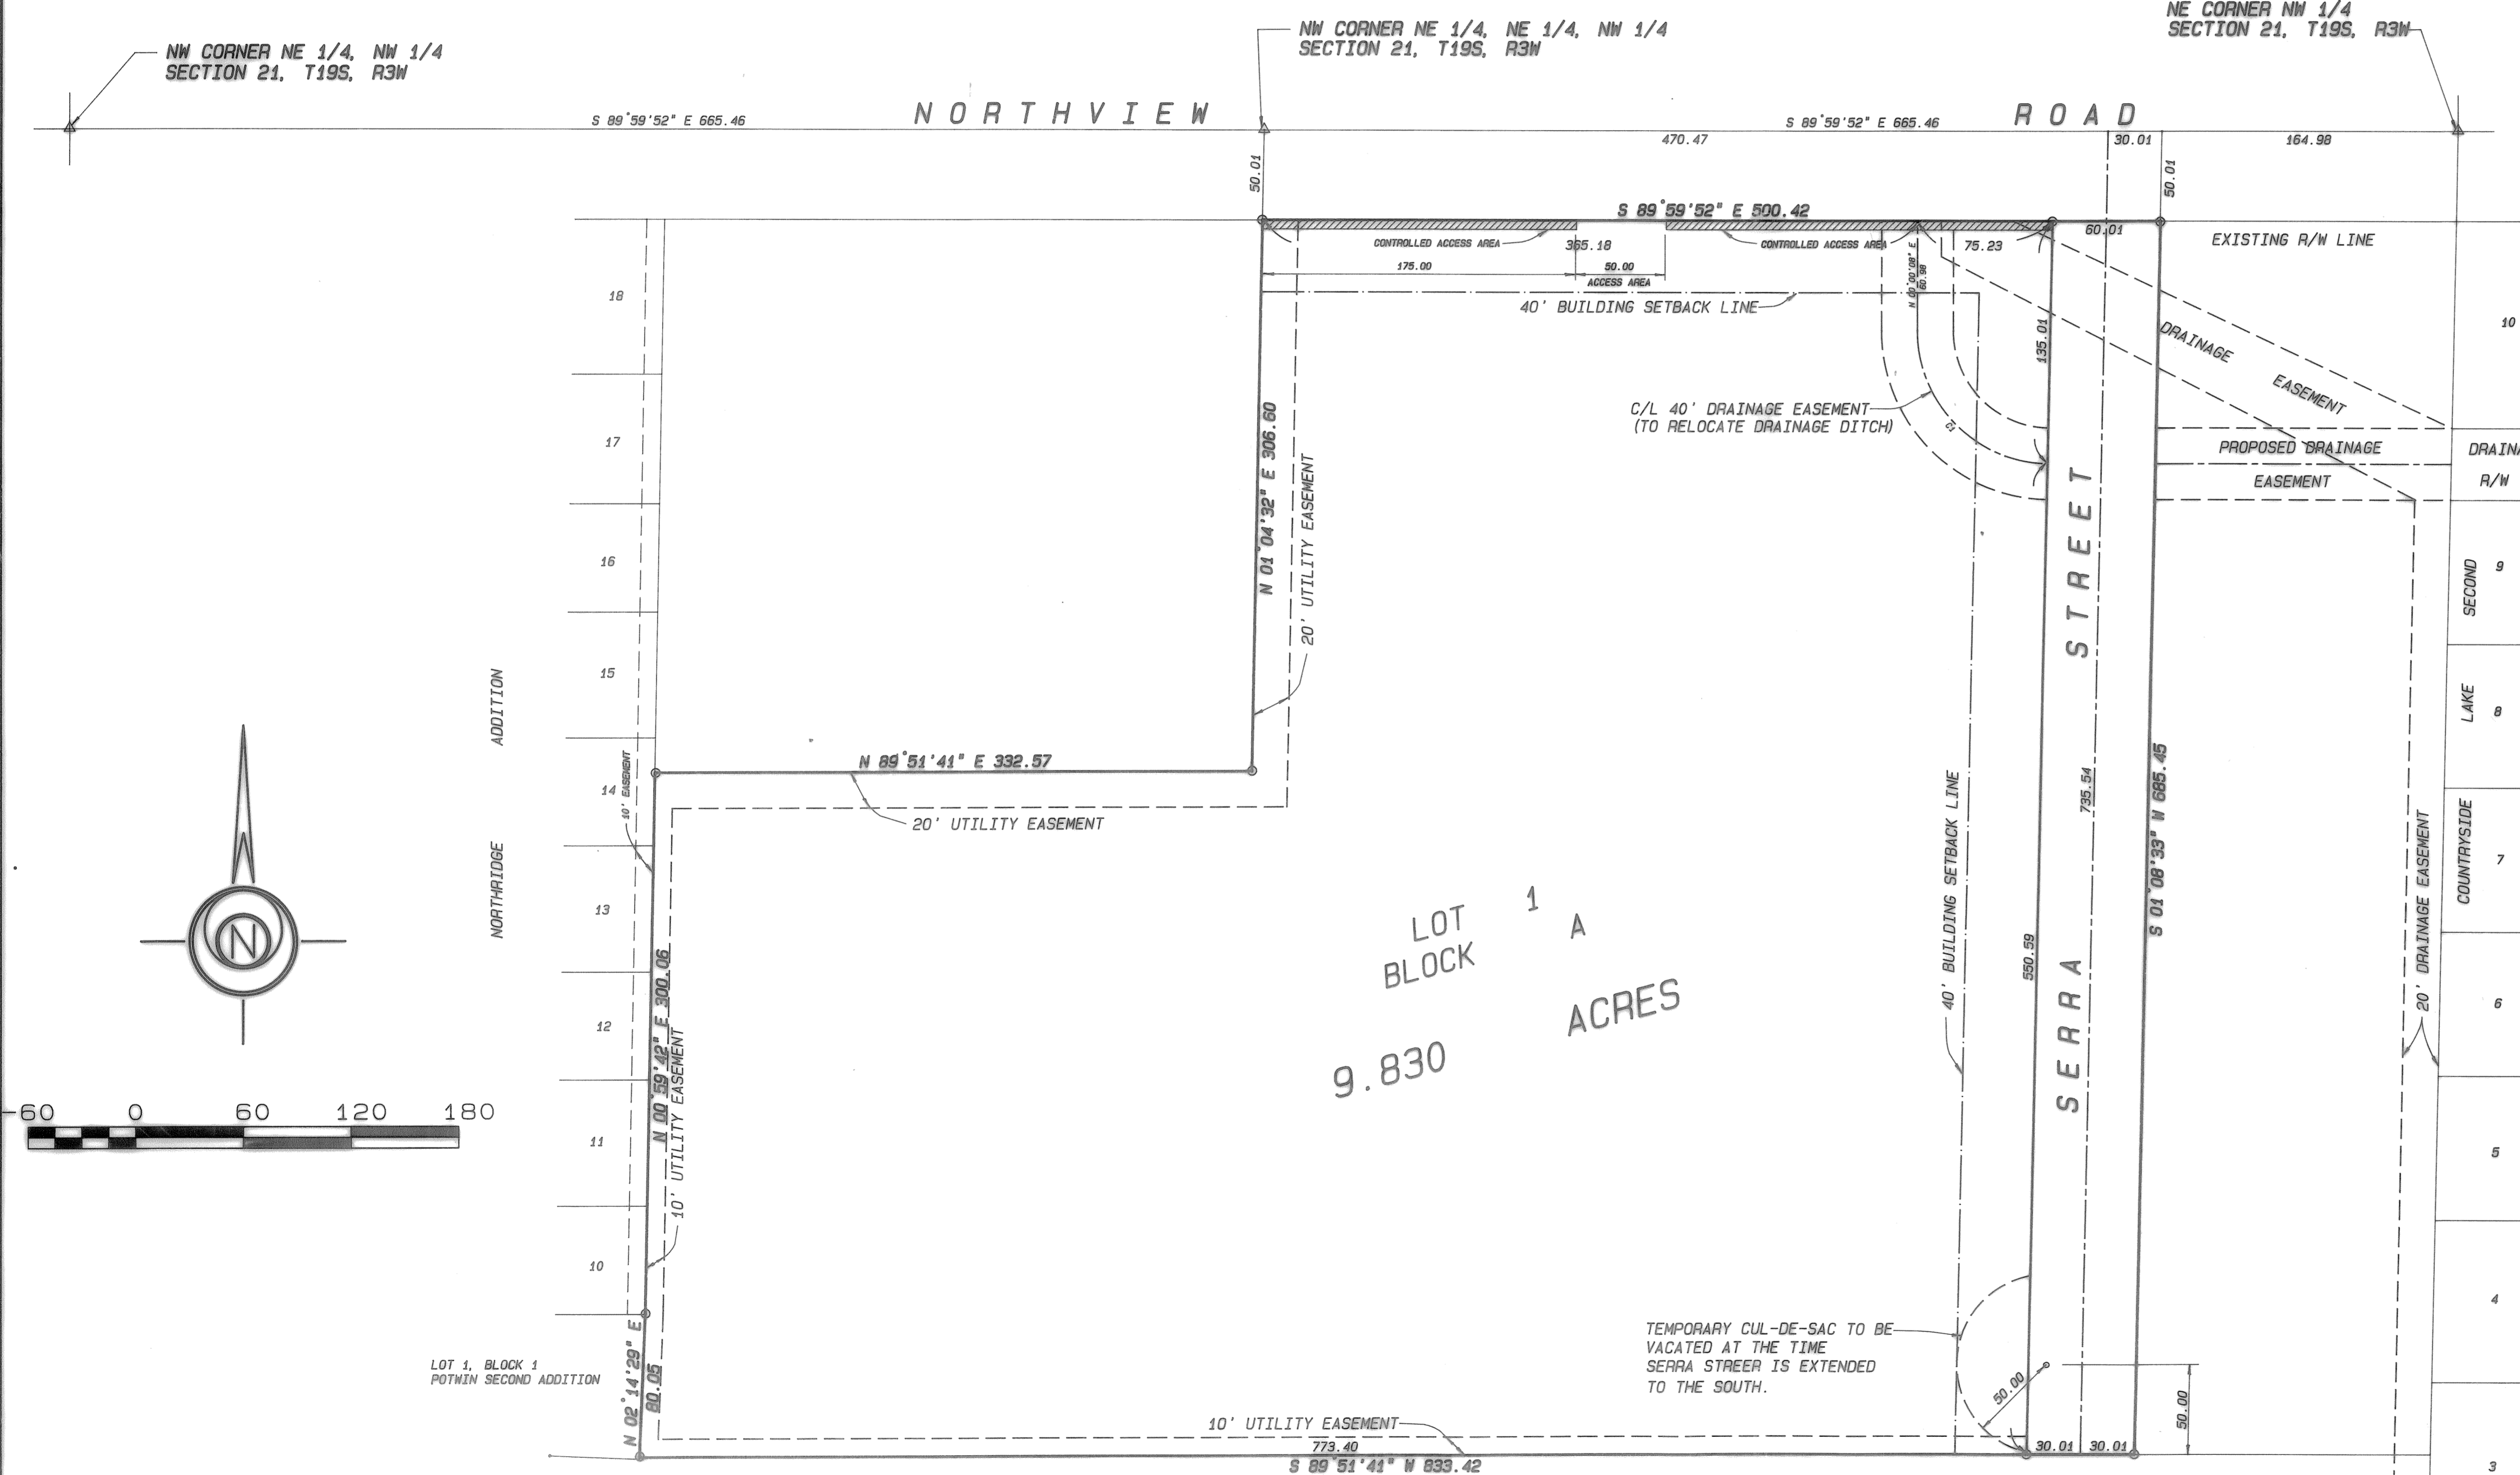 NW CORNER NE 1/4, NW 1/4
SECTION 21, T19S, R3W
NW CORNER NE 1/4, NE 1/4, NW 1/4
SECTION 21, T19S, R3W
NE CORNER NW 1/4
SECTION 21, T19S, R3W
NORTHVIEW ROAD
S 89°59'52" E 665.46
S 89°59'52" E 665.46
470.47
30.01
164.98
50.01
50.01
S 89°59'52" E 500.42
CONTROLLED ACCESS AREA
365.18
CONTROLLED ACCESS AREA
75.23
60.01
EXISTING R/W LINE
175.00
50.00
ACCESS AREA
N 00°00'08" E
60.98
40' BUILDING SETBACK LINE
135.01
DRAINAGE EASEMENT
C/L 40' DRAINAGE EASEMENT
(TO RELOCATE DRAINAGE DITCH)
C1
PROPOSED DRAINAGE
EASEMENT
DRAINA
R/W
N 01°04'32" E 306.60
20' UTILITY EASEMENT
18
17
16
15
14
13
12
11
10
NORTHRIDGE ADDITION
10' EASEMENT
N 89°51'41" E 332.57
20' UTILITY EASEMENT
N 00°59'42" E 300.06
10' UTILITY EASEMENT
LOT 1
BLOCK A
9.830 ACRES
40' BUILDING SETBACK LINE
550.59
SERRA STREET
735.54
S 01°08'33" W 685.45
20' DRAINAGE EASEMENT
COUNTRYSIDE LAKE SECOND
10
9
8
7
6
5
4
3
N
-60 0 60 120 180
LOT 1, BLOCK 1
POTWIN SECOND ADDITION
N 02°14'29" E
80.05
TEMPORARY CUL-DE-SAC TO BE
VACATED AT THE TIME
SERRA STREER IS EXTENDED
TO THE SOUTH.
50.00
50.00
10' UTILITY EASEMENT
773.40
30.01
30.01
S 89°51'41" W 833.42